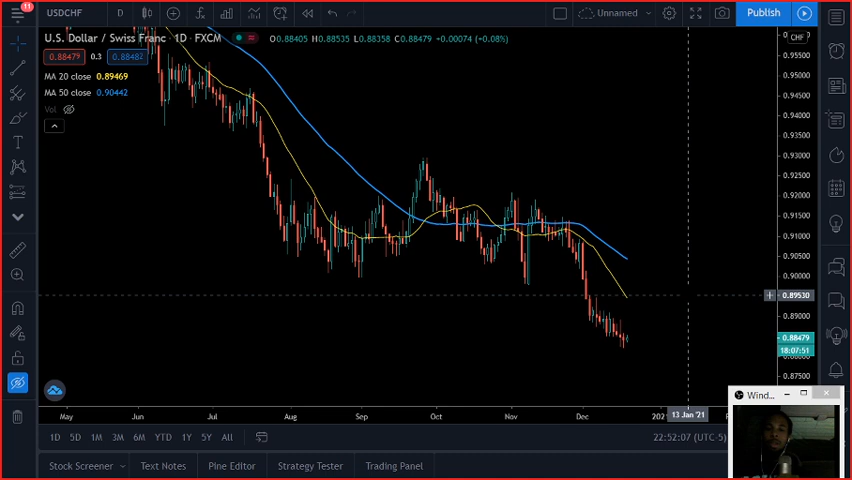 11
USDCHF D Unnamed Publish
U.S. Dollar / Swiss Franc · 1D · FXCM O0.88405 H0.88535 L0.88358 C0.88479 +0.00074 (+0.08%)
0.88479 0.3 0.88482
MA 20 close 0.89469
MA 50 close 0.90442
Vol
CHF
0.95500
0.95000
0.94500
0.94000
0.93500
0.93000
0.92500
0.92000
0.91500
0.91000
0.90500
0.90000
0.89530
0.89000
0.88479
18:07:51
0.87500
May Jun Jul Aug Sep Oct Nov Dec 13 Jan '21
1D 5D 1M 3M 6M YTD 1Y 5Y All
22:52:07 (UTC-5)
Stock Screener Text Notes Pine Editor Strategy Tester Trading Panel
Wind...